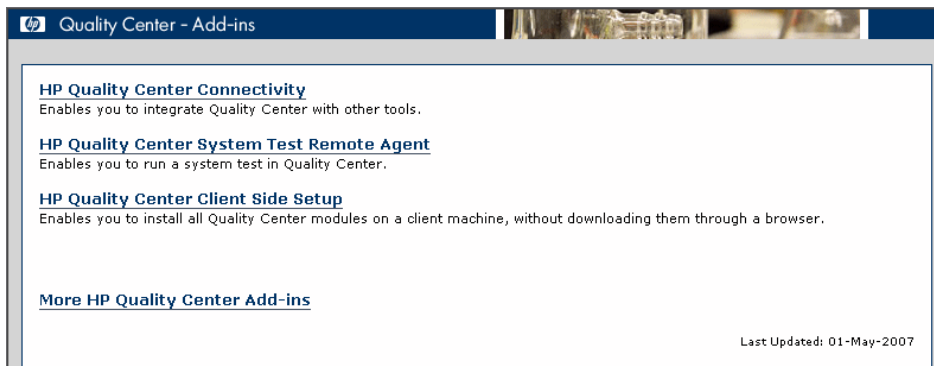 hp Quality Center - Add-ins
HP Quality Center Connectivity
Enables you to integrate Quality Center with other tools.
HP Quality Center System Test Remote Agent
Enables you to run a system test in Quality Center.
HP Quality Center Client Side Setup
Enables you to install all Quality Center modules on a client machine, without downloading them through a browser.
More HP Quality Center Add-ins
Last Updated: 01-May-2007